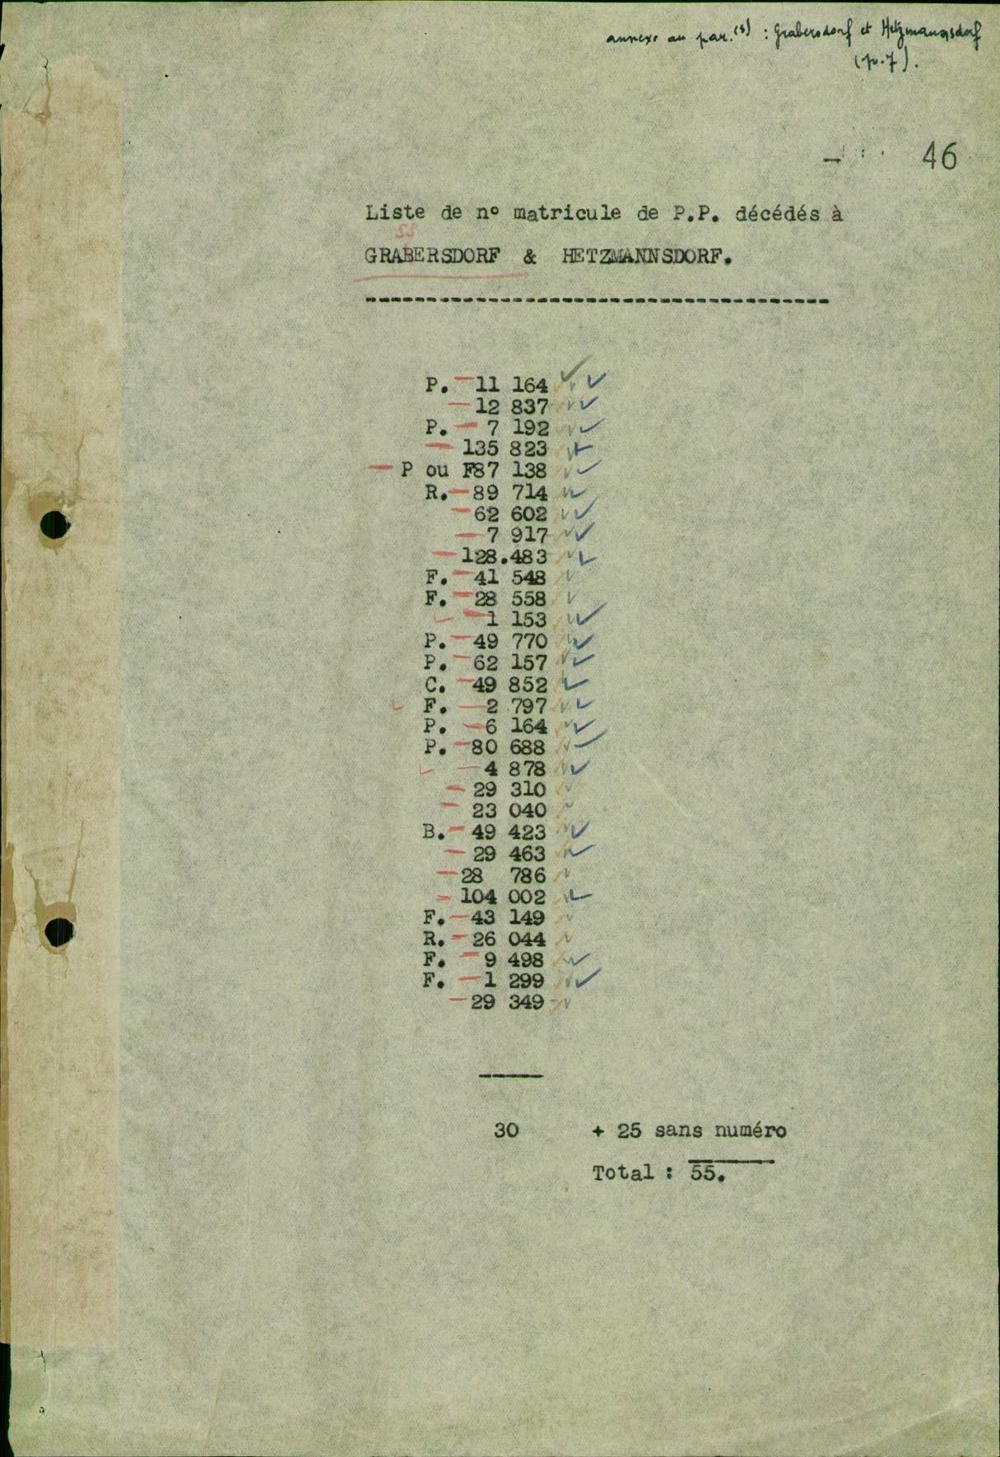 annexe au par.(s) : Grabersdorf et Hetzmannsdorf
(p.7).
46
Liste de n° matricule de P.P. décédés à
GRABERSDORF & HETZMANNSDORF.
P. 11 164
12 837
P. 7 192
135 823
P ou F87 138
R. 89 714
62 602
7 917
128.483
F. 41 548
F. 28 558
1 153
P. 49 770
P. 62 157
C. 49 852
F. 2 797
P. 6 164
P. 80 688
4 878
29 310
23 040
B. 49 423
29 463
28 786
104 002
F. 43 149
R. 26 044
F. 9 498
F. 1 299
29 349
30 + 25 sans numéro
Total : 55.